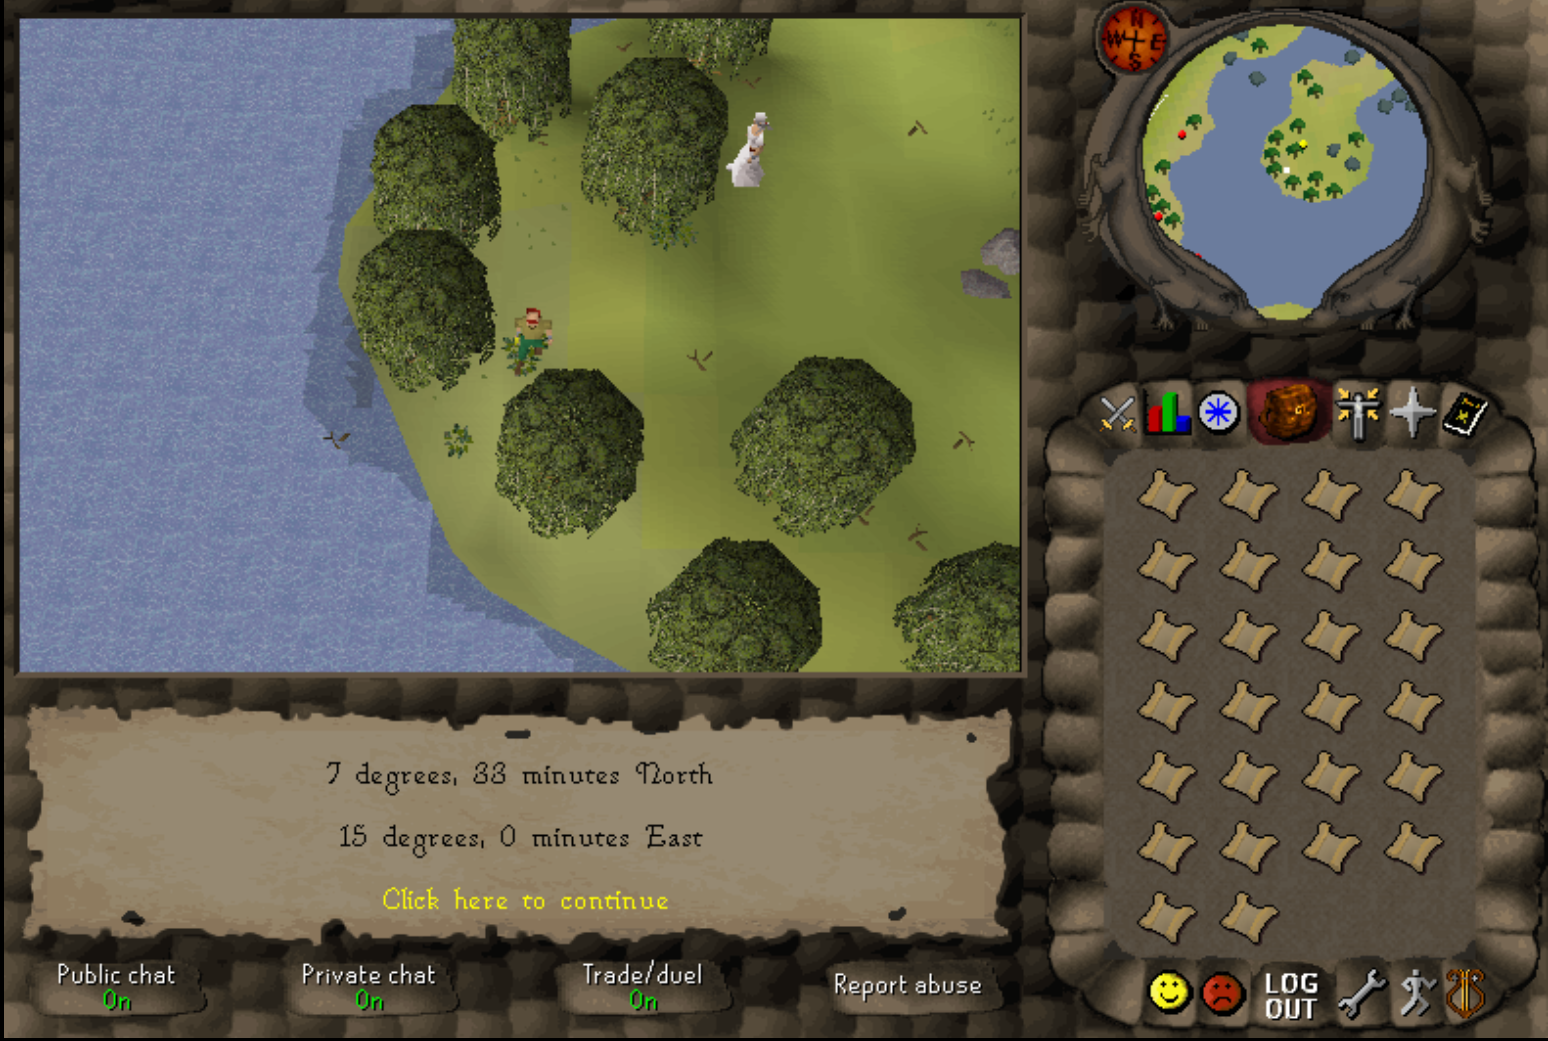 N
W E
S
7 degrees, 33 minutes North
15 degrees, 0 minutes East
Click here to continue
Public chat
On
Private chat
On
Trade/duel
On
Report abuse
LOG
OUT